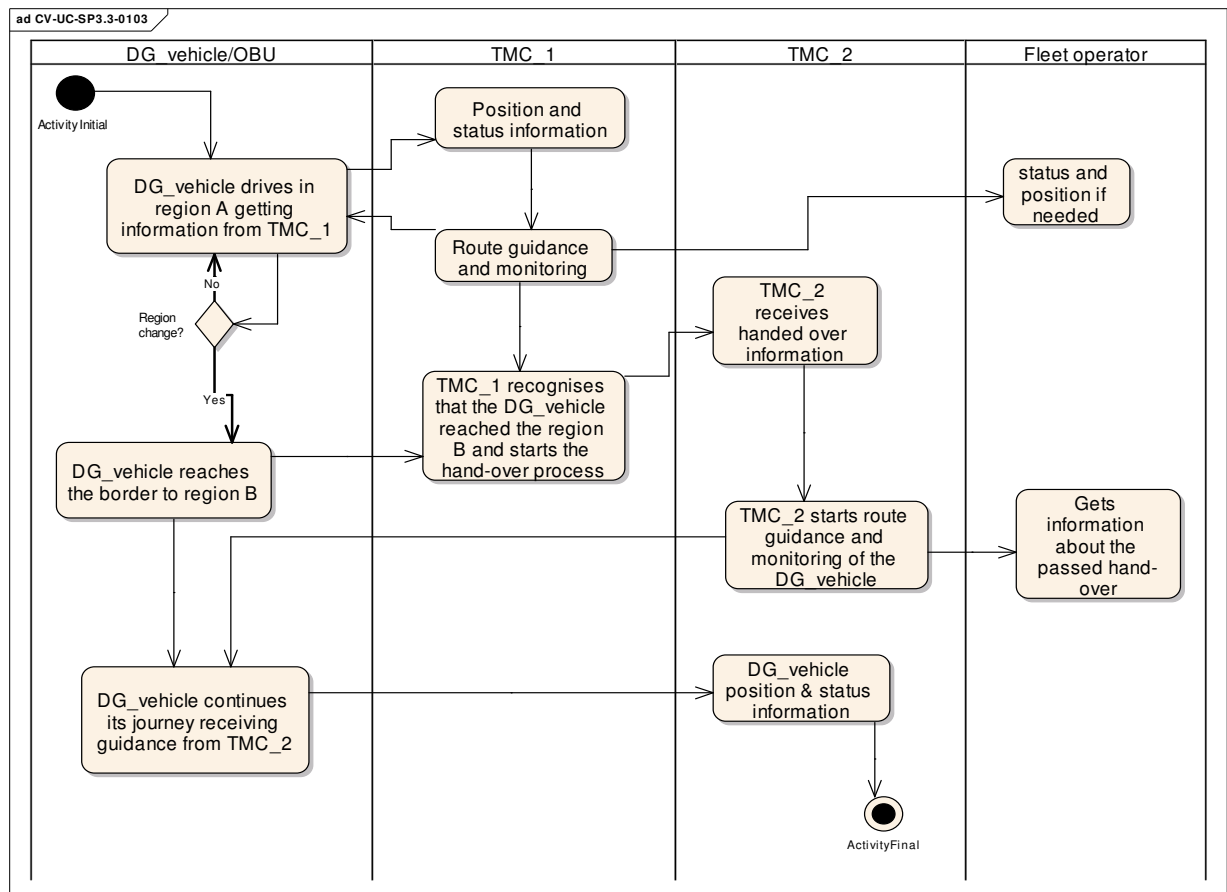 ad CV-UC-SP3.3-0103
DG_vehicle/OBU
TMC_1
TMC_2
Fleet operator
ActivityInitial
Position and
status information
DG_vehicle drives in
region A getting
information from TMC_1
status and
position if
needed
Route guidance
and monitoring
No
Region
change?
TMC_2
receives
handed over
information
Yes
TMC_1 recognises
that the DG_vehicle
reached the region
B and starts the
hand-over process
DG_vehicle reaches
the border to region B
TMC_2 starts route
guidance and
monitoring of the
DG_vehicle
Gets
information
about the
passed hand-
over
DG_vehicle continues
its journey receiving
guidance from TMC_2
DG_vehicle
position & status
information
ActivityFinal